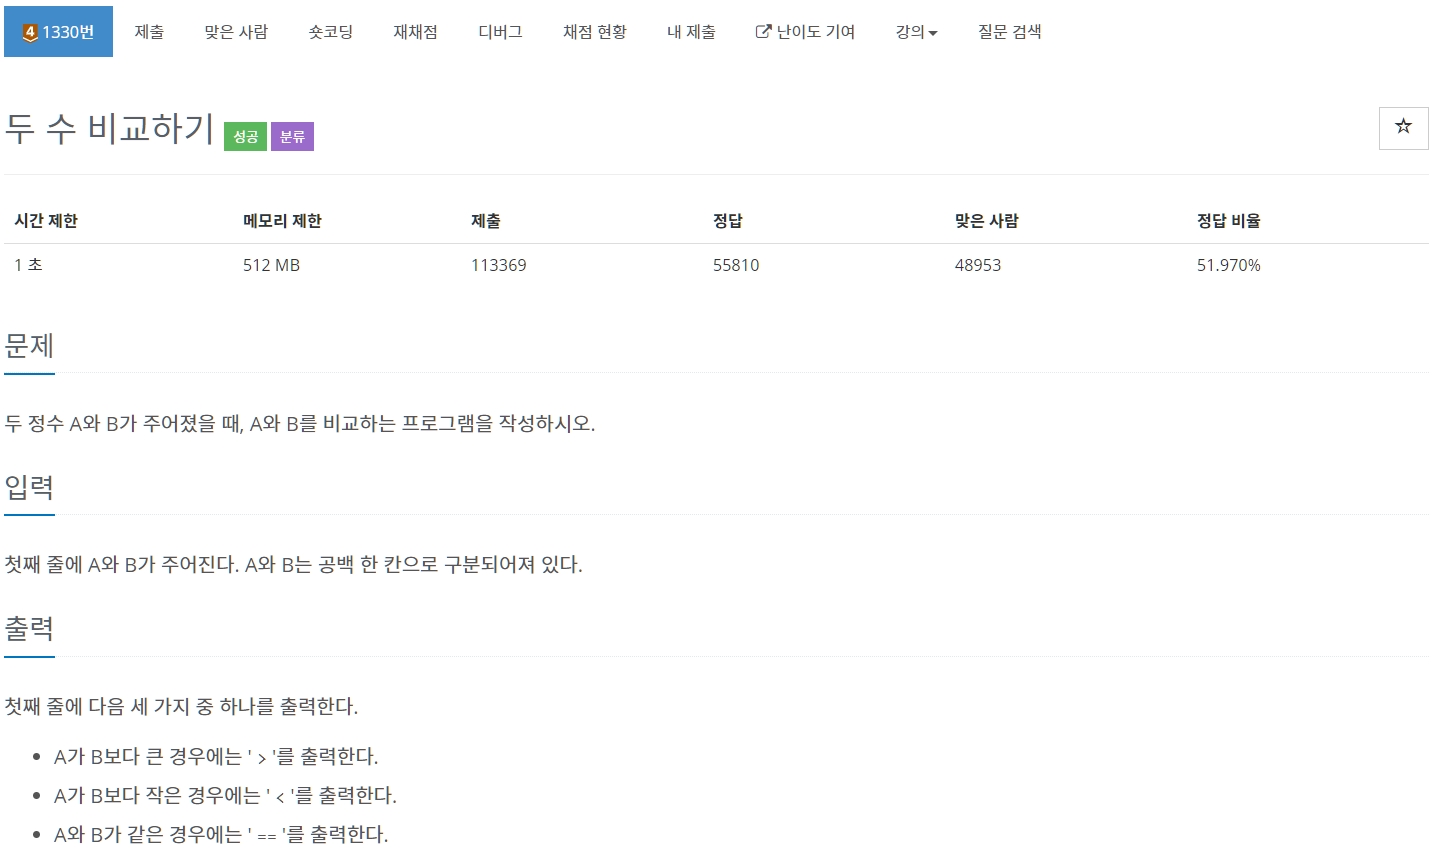 4 1330번 제출 맞은 사람 숏코딩 재채점 디버그 채점 현황 내 제출 난이도 기여 강의 질문 검색
두 수 비교하기 성공 분류
시간 제한 메모리 제한 제출 정답 맞은 사람 정답 비율
1 초 512 MB 113369 55810 48953 51.970%
문제
두 정수 A와 B가 주어졌을 때, A와 B를 비교하는 프로그램을 작성하시오.
입력
첫째 줄에 A와 B가 주어진다. A와 B는 공백 한 칸으로 구분되어져 있다.
출력
첫째 줄에 다음 세 가지 중 하나를 출력한다.
• A가 B보다 큰 경우에는 ' > '를 출력한다.
• A가 B보다 작은 경우에는 ' < '를 출력한다.
• A와 B가 같은 경우에는 ' == '를 출력한다.